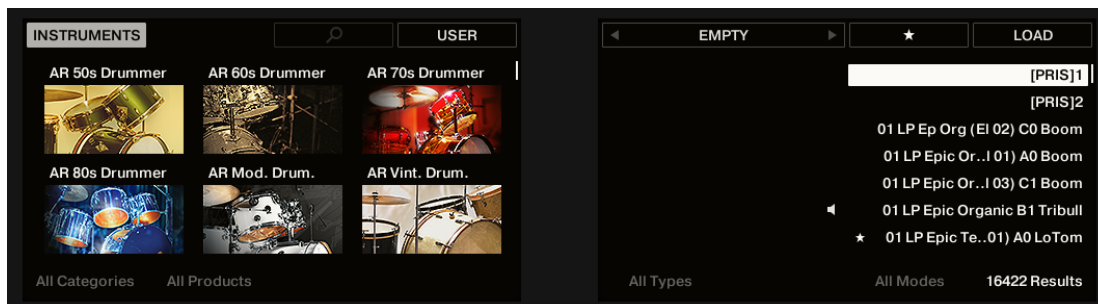 INSTRUMENTS
USER
AR 50s Drummer
AR 60s Drummer
AR 70s Drummer
AR 80s Drummer
AR Mod. Drum.
AR Vint. Drum.
All Categories
All Products
EMPTY
LOAD
[PRIS]1
[PRIS]2
01 LP Ep Org (El 02) C0 Boom
01 LP Epic Or..l 01) A0 Boom
01 LP Epic Or..l 03) C1 Boom
01 LP Epic Organic B1 Tribull
01 LP Epic Te..01) A0 LoTom
All Types
All Modes
16422 Results